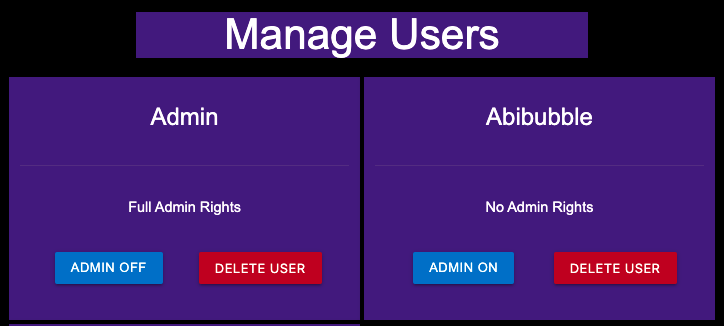 Manage Users
Admin
Full Admin Rights
ADMIN OFF
DELETE USER
Abibubble
No Admin Rights
ADMIN ON
DELETE USER